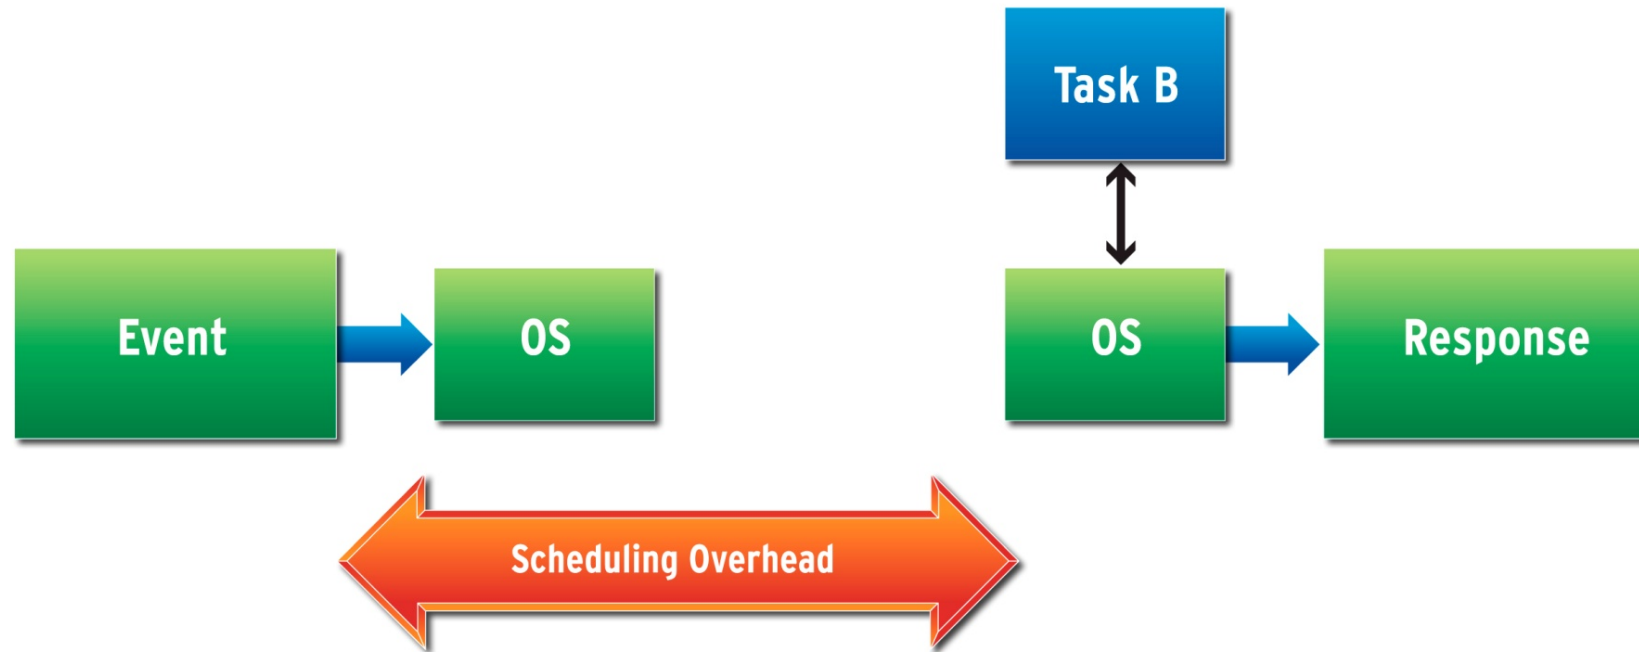 Task B
Event
OS
OS
Response
Scheduling Overhead